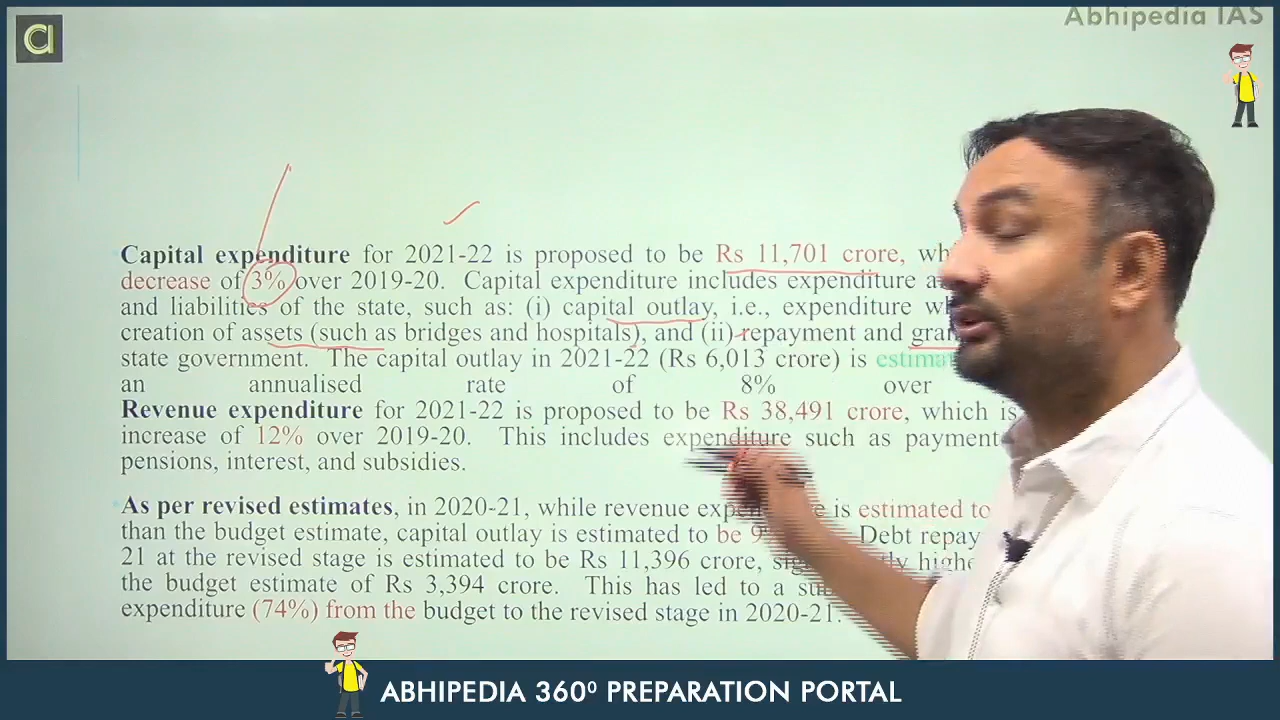 Abhipedia IAS
a
Capital expenditure for 2021-22 is proposed to be Rs 11,701 crore,
decrease of 3% over 2019-20. Capital expenditure includes expenditure
and liabilities of the state, such as: (i) capital outlay, i.e., expenditure
creation of assets (such as bridges and hospitals), and (ii) repayment and
state government. The capital outlay in 2021-22 (Rs 6,013 crore) is
an annualised rate of 8% over
Revenue expenditure for 2021-22 is proposed to be Rs 38,491 crore, which is
increase of 12% over 2019-20. This includes expenditure such as payment
pensions, interest, and subsidies.
As per revised estimates, in 2020-21, while revenue is estimated to
than the budget estimate, capital outlay is estimated to be Debt
21 at the revised stage is estimated to be Rs 11,396 crore,
the budget estimate of Rs 3,394 crore. This has led to a
expenditure (74%) from the budget to the revised stage in 2020-21.
ABHIPEDIA 360⁰ PREPARATION PORTAL